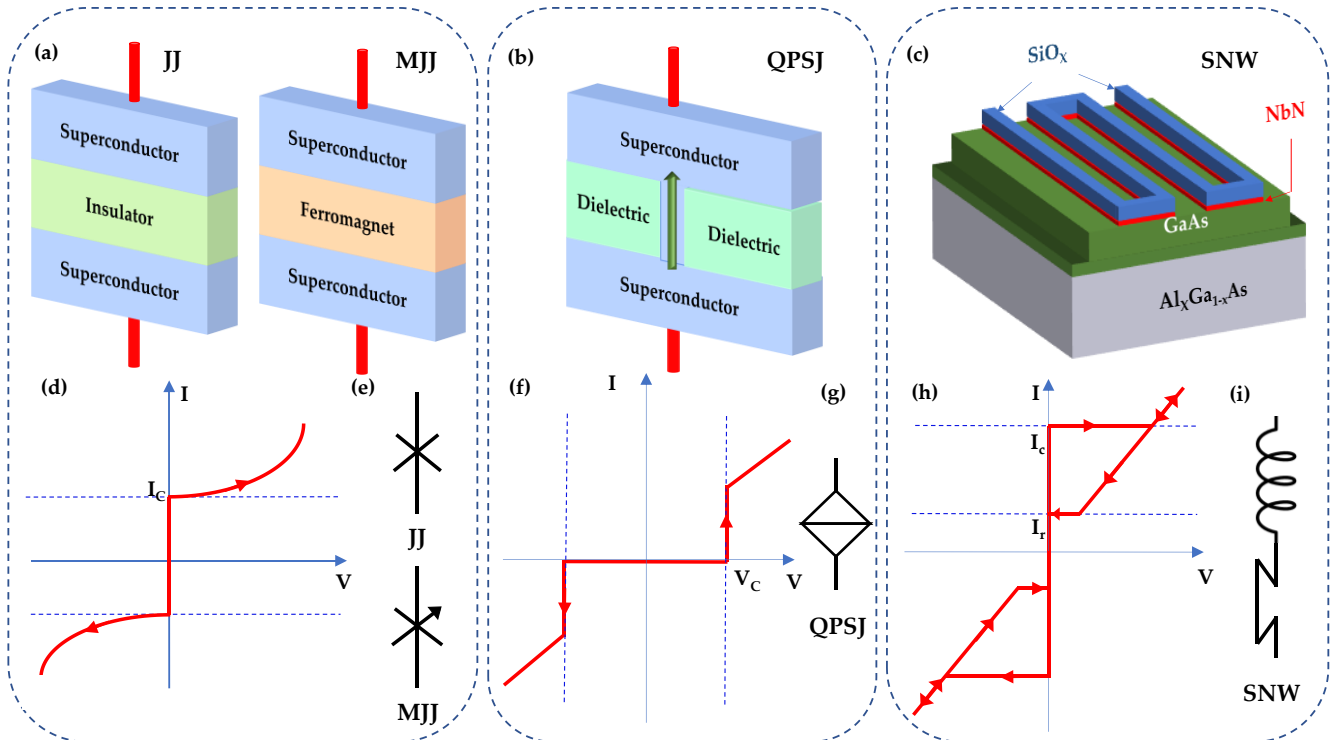 (a)
JJ
MJJ
Superconductor
Insulator
Superconductor
Superconductor
Ferromagnet
Superconductor
(b)
QPSJ
Superconductor
Dielectric
Dielectric
Superconductor
(c)
SiOX
SNW
NbN
GaAs
AlXGa1-xAs
(d)
I
IC
V
(e)
JJ
MJJ
(f)
I
VC
V
(g)
QPSJ
(h)
I
Ic
Ir
V
(i)
SNW